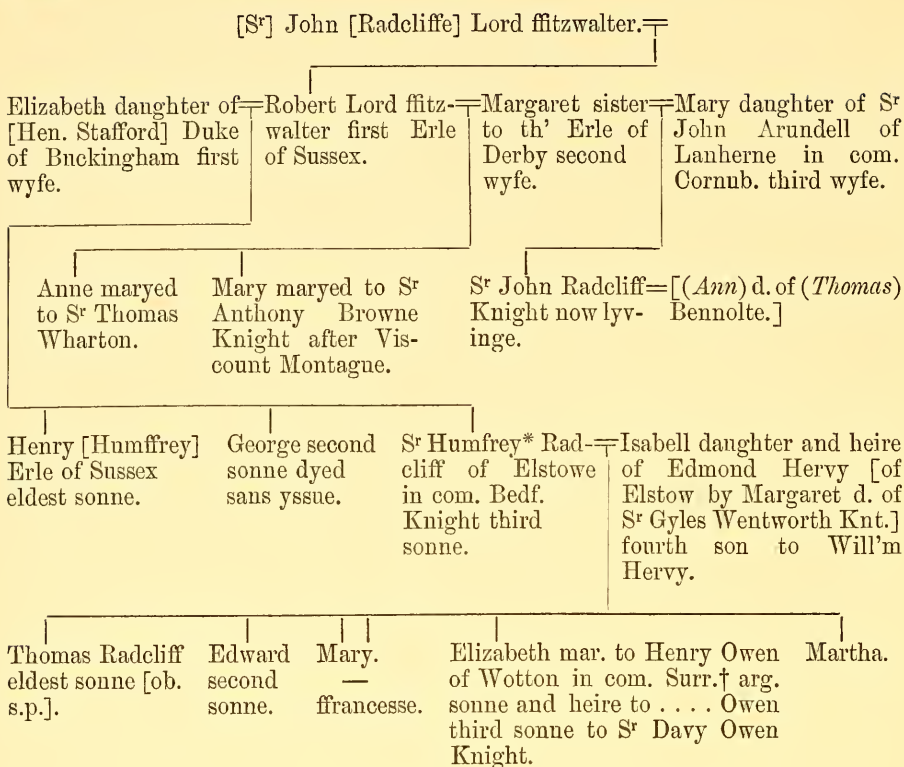 [Sʳ] John [Radcliffe] Lord ffitzwalter.
Elizabeth daughter of
[Hen. Stafford] Duke
of Buckingham first
wyfe.
Robert Lord ffitz-
walter first Erle
of Sussex.
Margaret sister
to th' Erle of
Derby second
wyfe.
Mary daughter of Sʳ
John Arundell of
Lanherne in com.
Cornub. third wyfe.
Anne maryed
to Sʳ Thomas
Wharton.
Mary maryed to Sʳ
Anthony Browne
Knight after Vis-
count Montague.
Sʳ John Radcliff
Knight now lyv-
inge.
[(Ann) d. of (Thomas)
Bennolte.]
Henry [Humffrey]
Erle of Sussex
eldest sonne.
George second
sonne dyed
sans yssue.
Sʳ Humfrey* Rad-
cliff of Elstowe
in com. Bedf.
Knight third
sonne.
Isabell daughter and heire
of Edmond Hervy [of
Elstow by Margaret d. of
Sʳ Gyles Wentworth Knt.]
fourth son to Will'm
Hervy.
Thomas Radcliff
eldest sonne [ob.
s.p.].
Edward
second
sonne.
Mary.
—
ffrancesse.
Elizabeth mar. to Henry Owen
of Wotton in com. Surr.† arg.
sonne and heire to . . . . Owen
third sonne to Sʳ Davy Owen
Knight.
Martha.